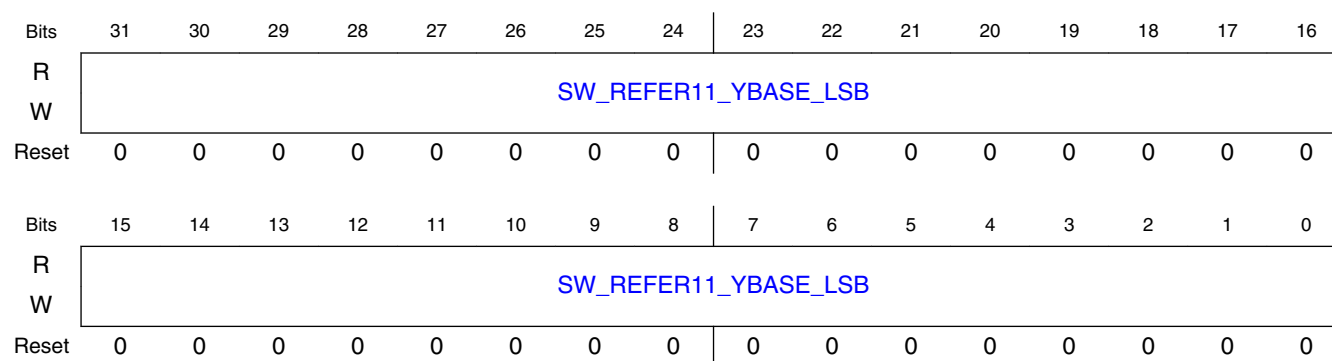 Bits 31 30 29 28 27 26 25 24 23 22 21 20 19 18 17 16
R
SW_REFER11_YBASE_LSB
W
Reset 0 0 0 0 0 0 0 0 0 0 0 0 0 0 0 0
Bits 15 14 13 12 11 10 9 8 7 6 5 4 3 2 1 0
R
SW_REFER11_YBASE_LSB
W
Reset 0 0 0 0 0 0 0 0 0 0 0 0 0 0 0 0